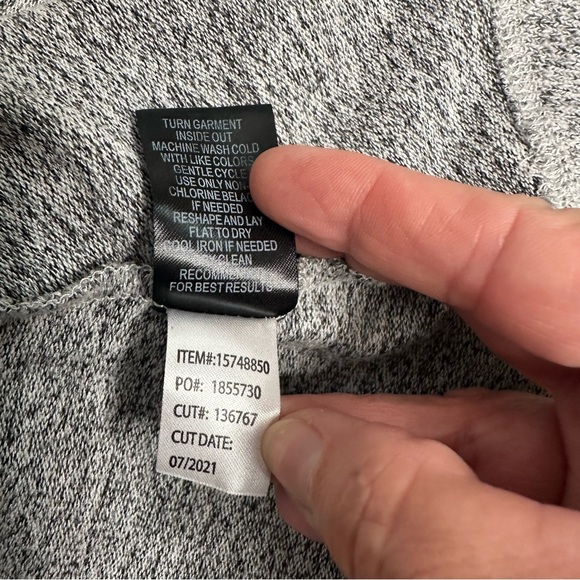 TURN GARMENT
INSIDE OUT
MACHINE WASH COLD
WITH LIKE COLORS
GENTLE CYCLE
USE ONLY NON
CHLORINE BELAC
IF NEEDED
RESHAPE AND LAY
FLAT TO DRY
COOL IRON IF NEEDED
CLEAN
FOR BEST RESULTS
ITEM#:15748850
PO#: 1855730
CUT#: 136767
CUT DATE:
07/2021